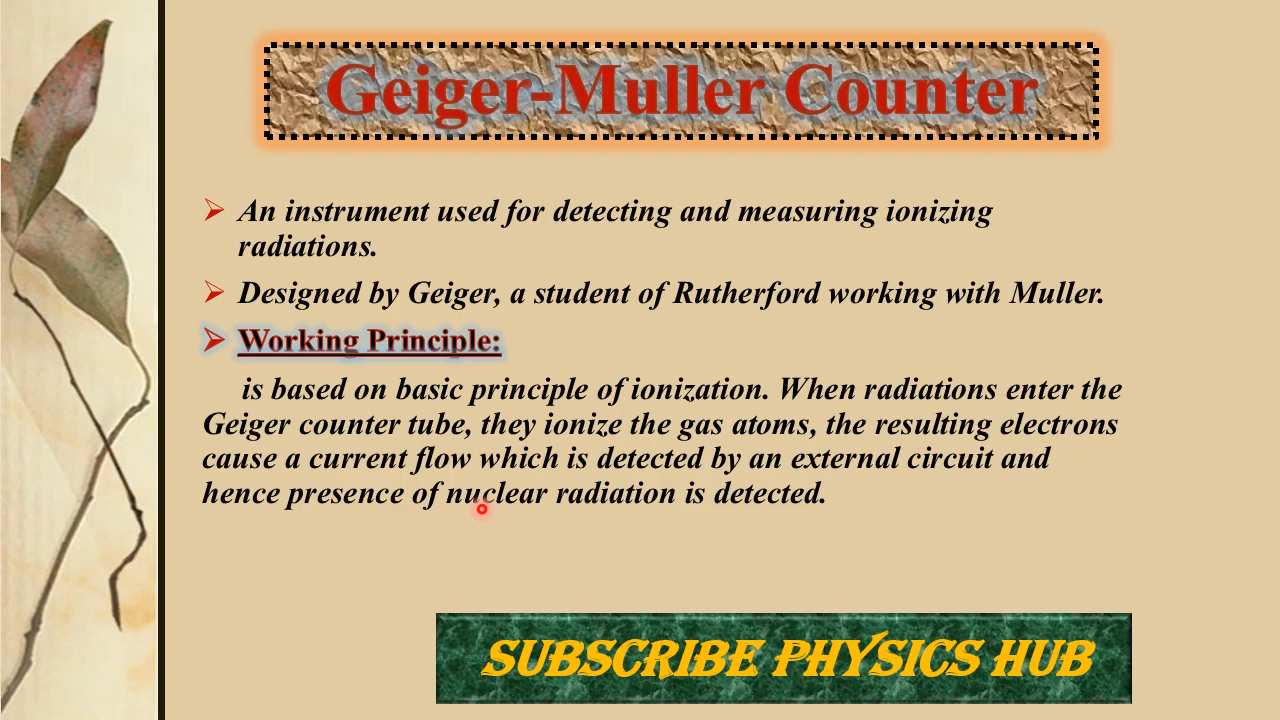 Geiger-Muller Counter
An instrument used for detecting and measuring ionizing
radiations.
Designed by Geiger, a student of Rutherford working with Muller.
Working Principle:
is based on basic principle of ionization. When radiations enter the
Geiger counter tube, they ionize the gas atoms, the resulting electrons
cause a current flow which is detected by an external circuit and
hence presence of nuclear radiation is detected.
SUBSCRIBE PHYSICS HUB